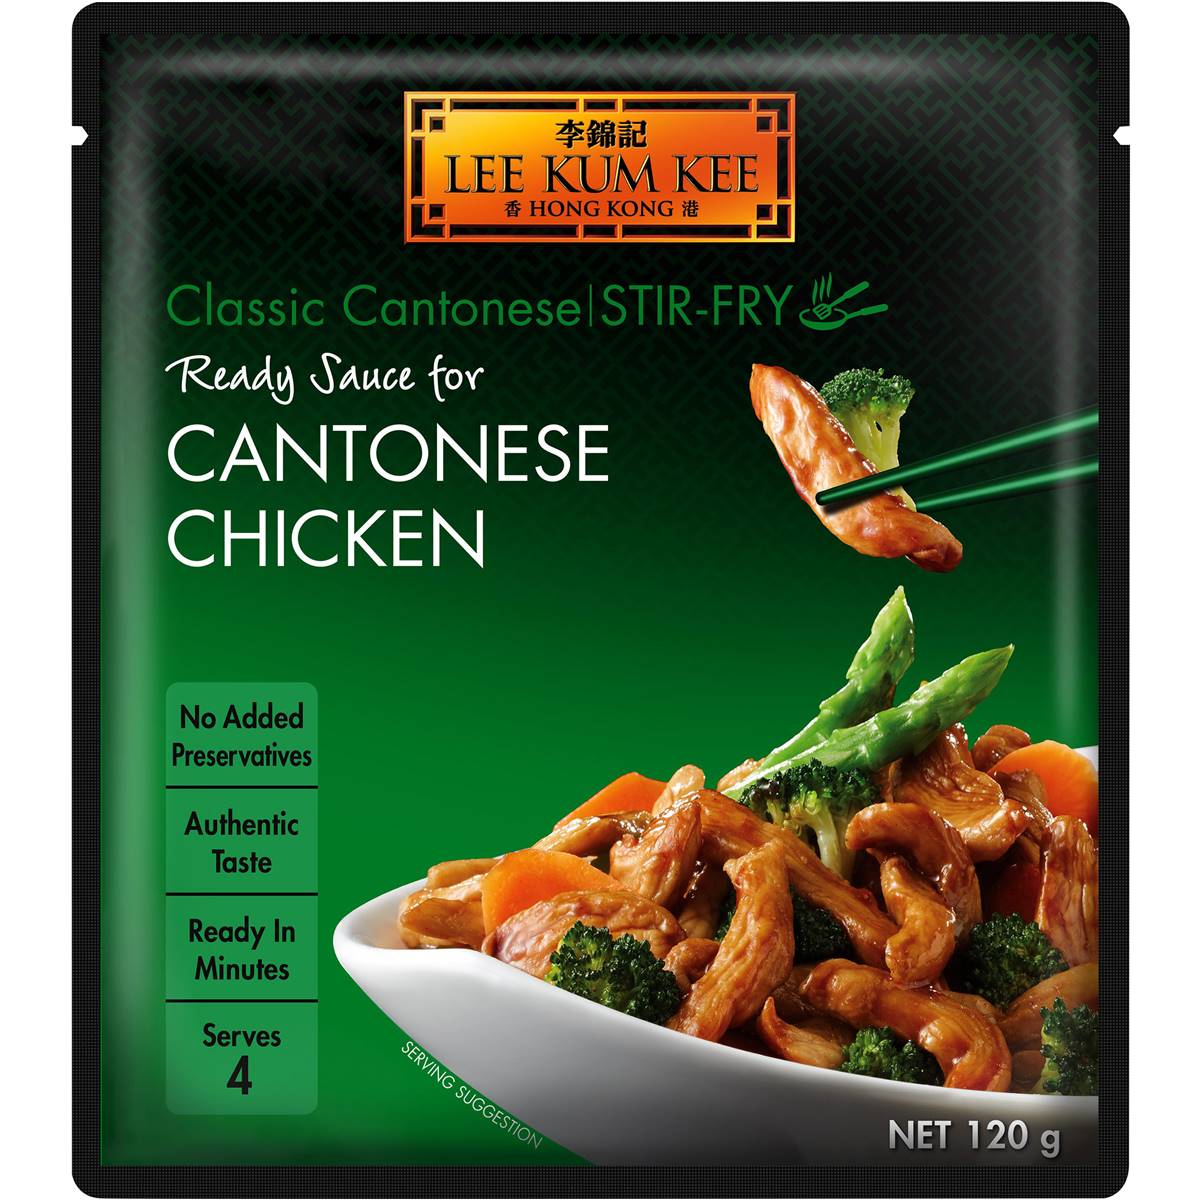 李錦記
LEE KUM KEE
香 HONG KONG 港
Classic Cantonese|STIR-FRY
Ready Sauce for
CANTONESE
CHICKEN
No Added
Preservatives
Authentic
Taste
Ready In
Minutes
Serves
4
SERVING SUGGESTION
NET 120 g